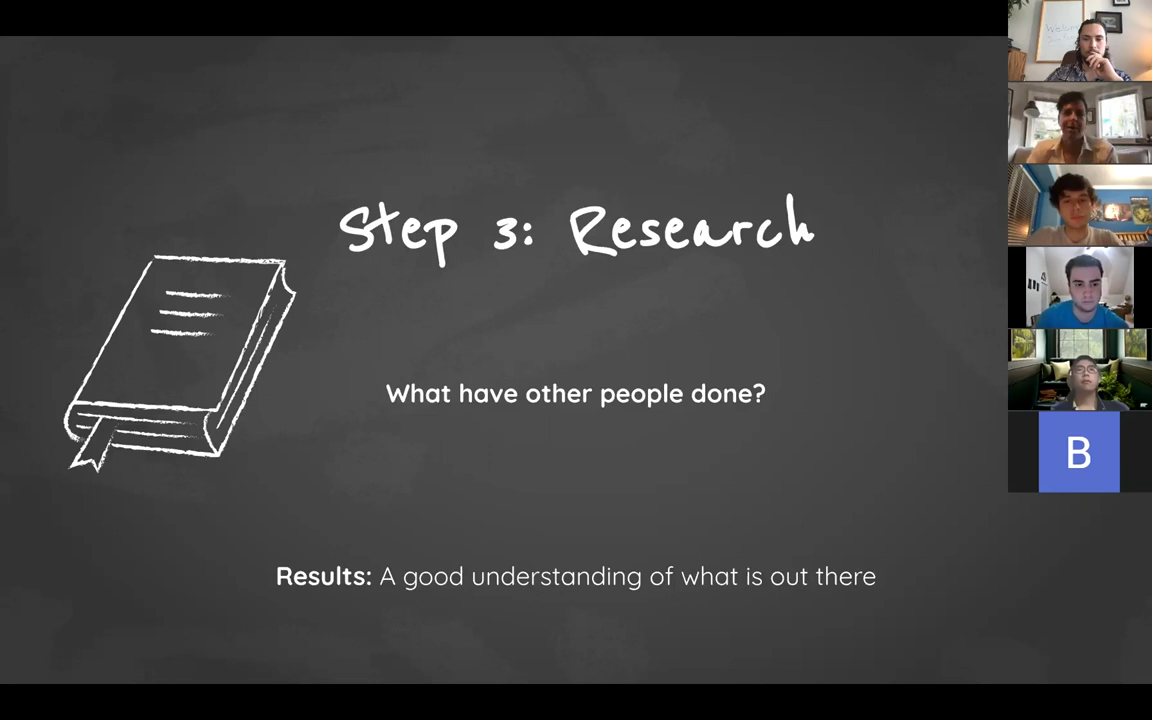 Step 3: Research
What have other people done?
Results: A good understanding of what is out there
B